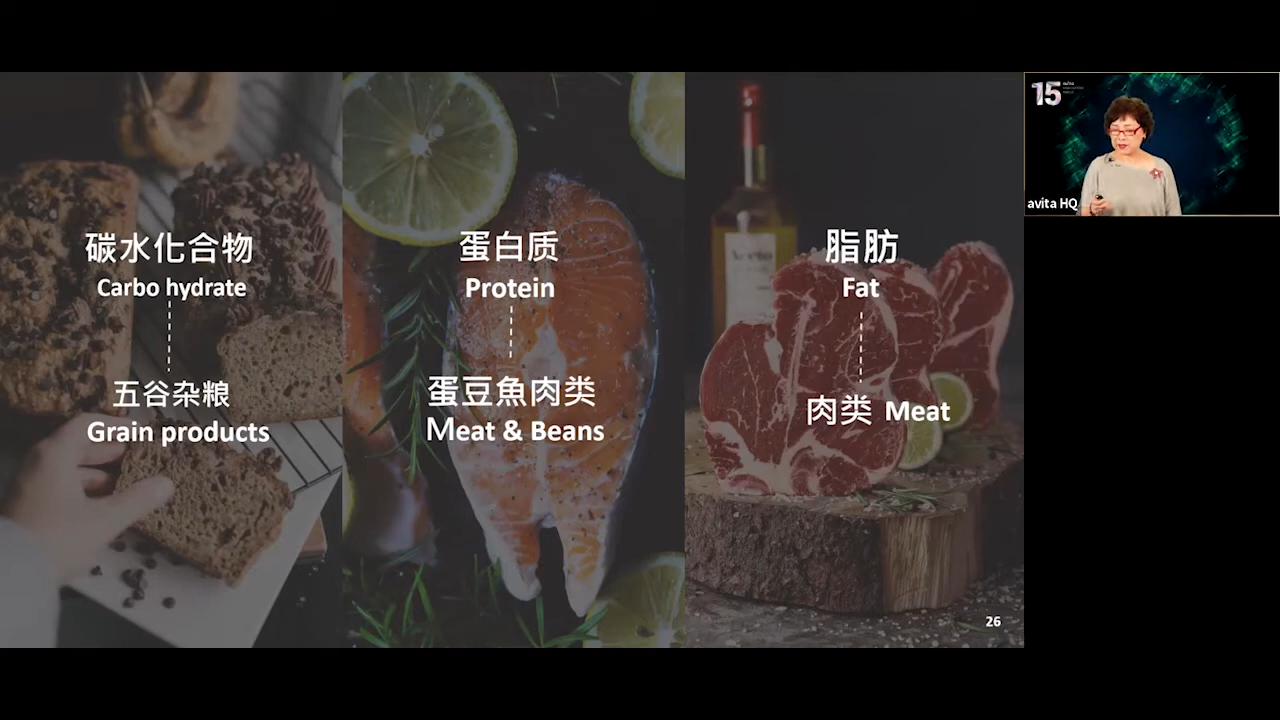 碳水化合物
Carbo hydrate
五谷杂粮
Grain products
蛋白质
Protein
蛋豆魚肉类
Meat & Beans
脂肪
Fat
肉类 Meat
26
15
avita HQ